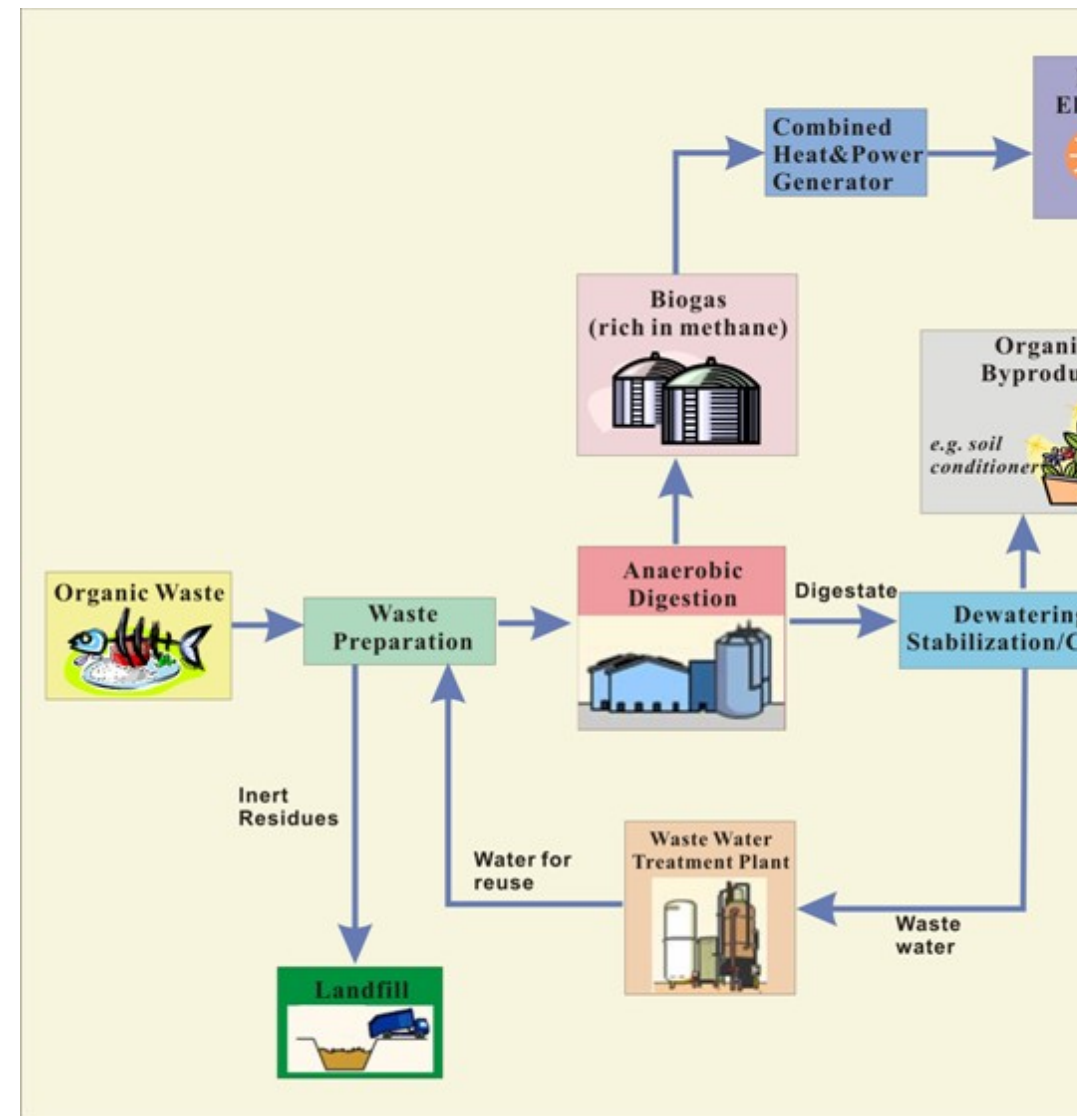 Combined
Heat&Power
Generator
Biogas
(rich in methane)
e.g. soil
conditioner
Organic Waste
Waste
Preparation
Anaerobic
Digestion
Digestate
Dewatering
Inert
Residues
Water for
reuse
Waste Water
Treatment Plant
Waste
water
Landfill